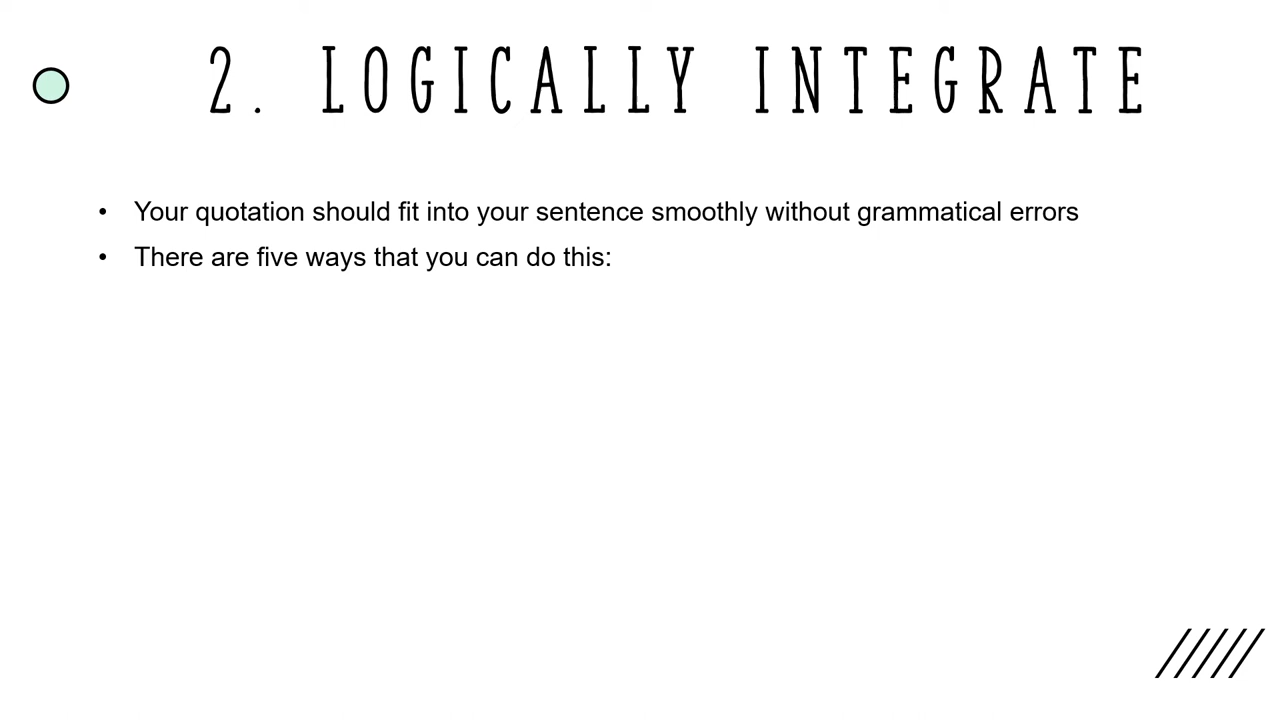 2. LOGICALLY INTEGRATE
• Your quotation should fit into your sentence smoothly without grammatical errors
• There are five ways that you can do this: